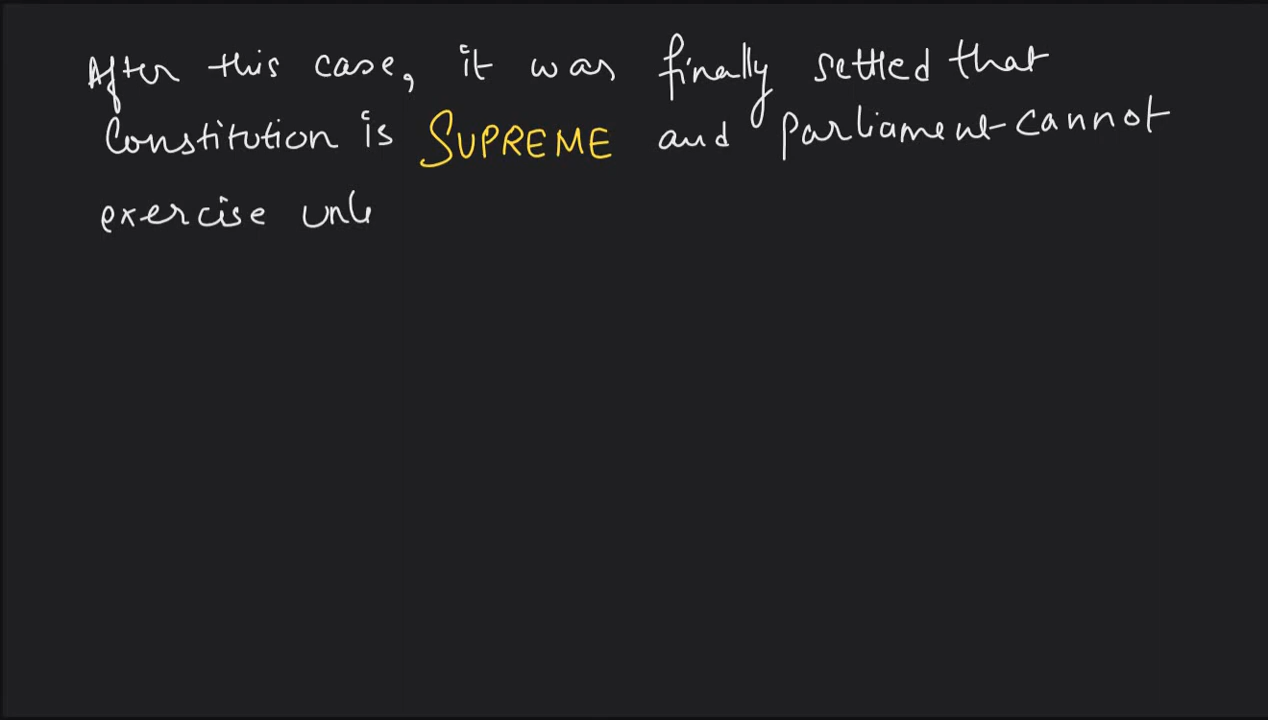 After this case, it was finally settled that
Constitution is SUPREME and parliament cannot
exercise